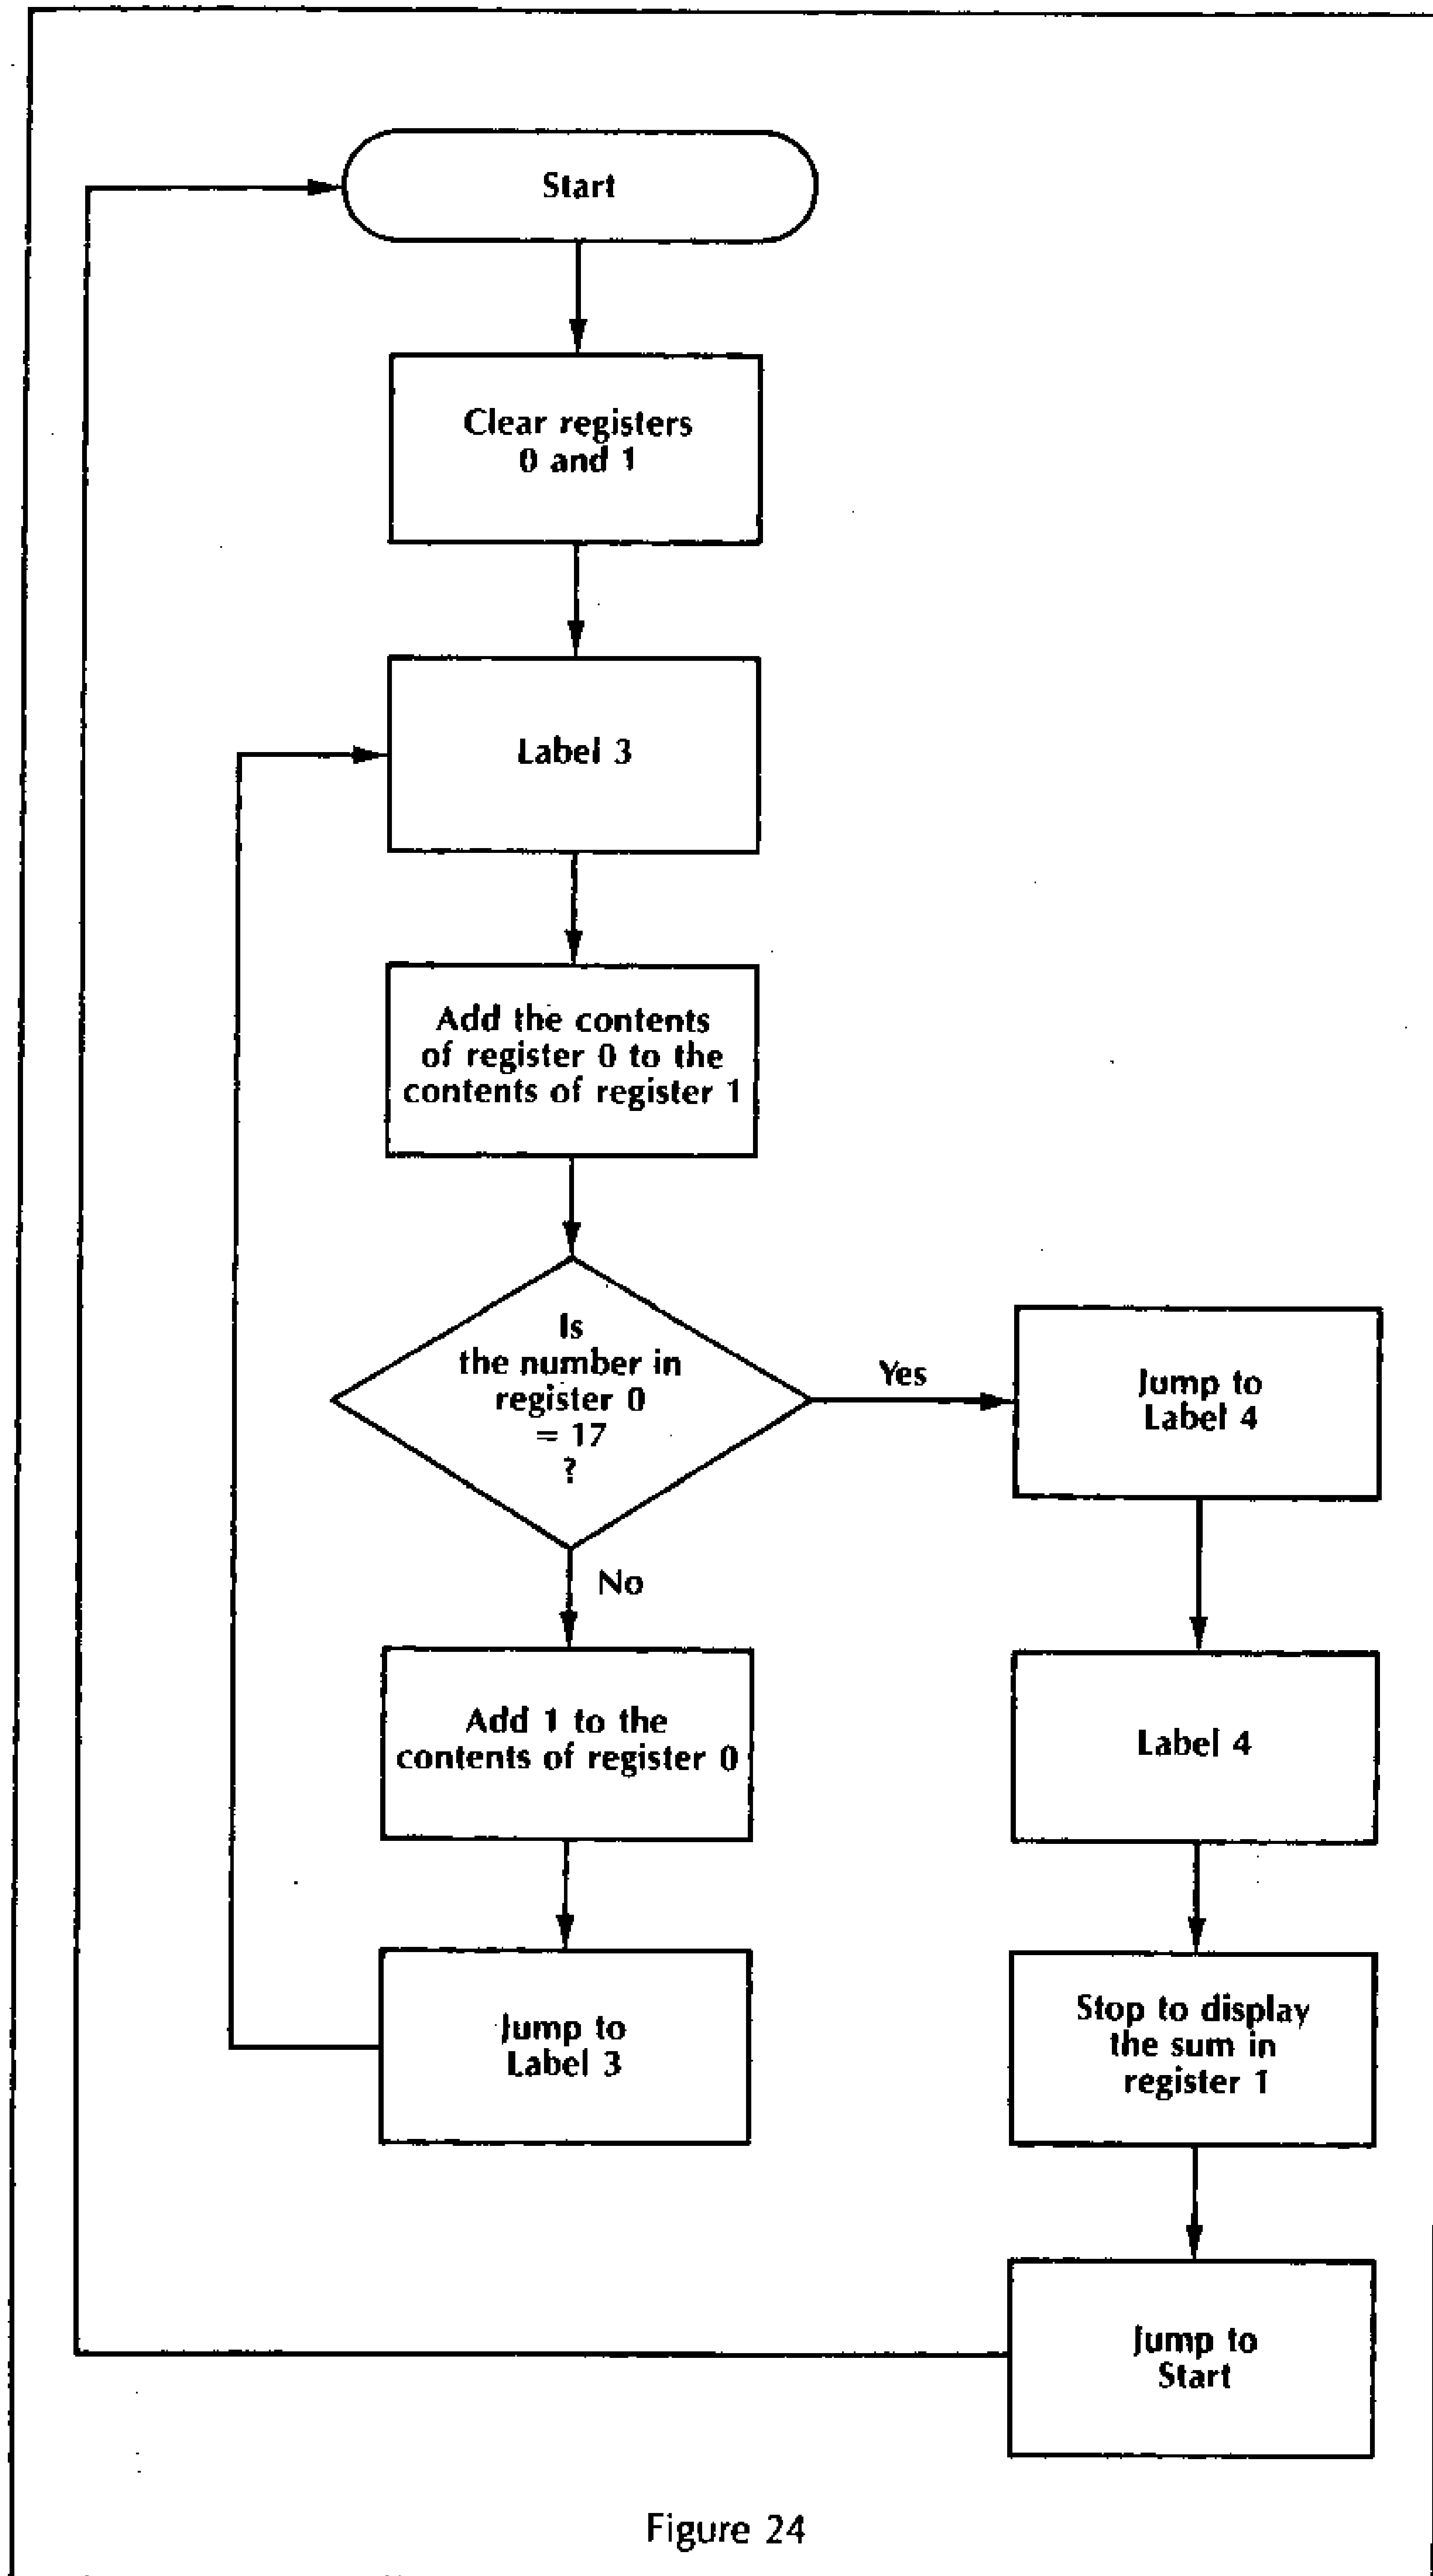 Start
Clear registers
0 and 1
Label 3
Add the contents
of register 0 to the
contents of register 1
Is
the number in
register 0
= 17
?
Yes
No
Jump to
Label 4
Add 1 to the
contents of register 0
Label 4
Jump to
Label 3
Stop to display
the sum in
register 1
Jump to
Start
Figure 24